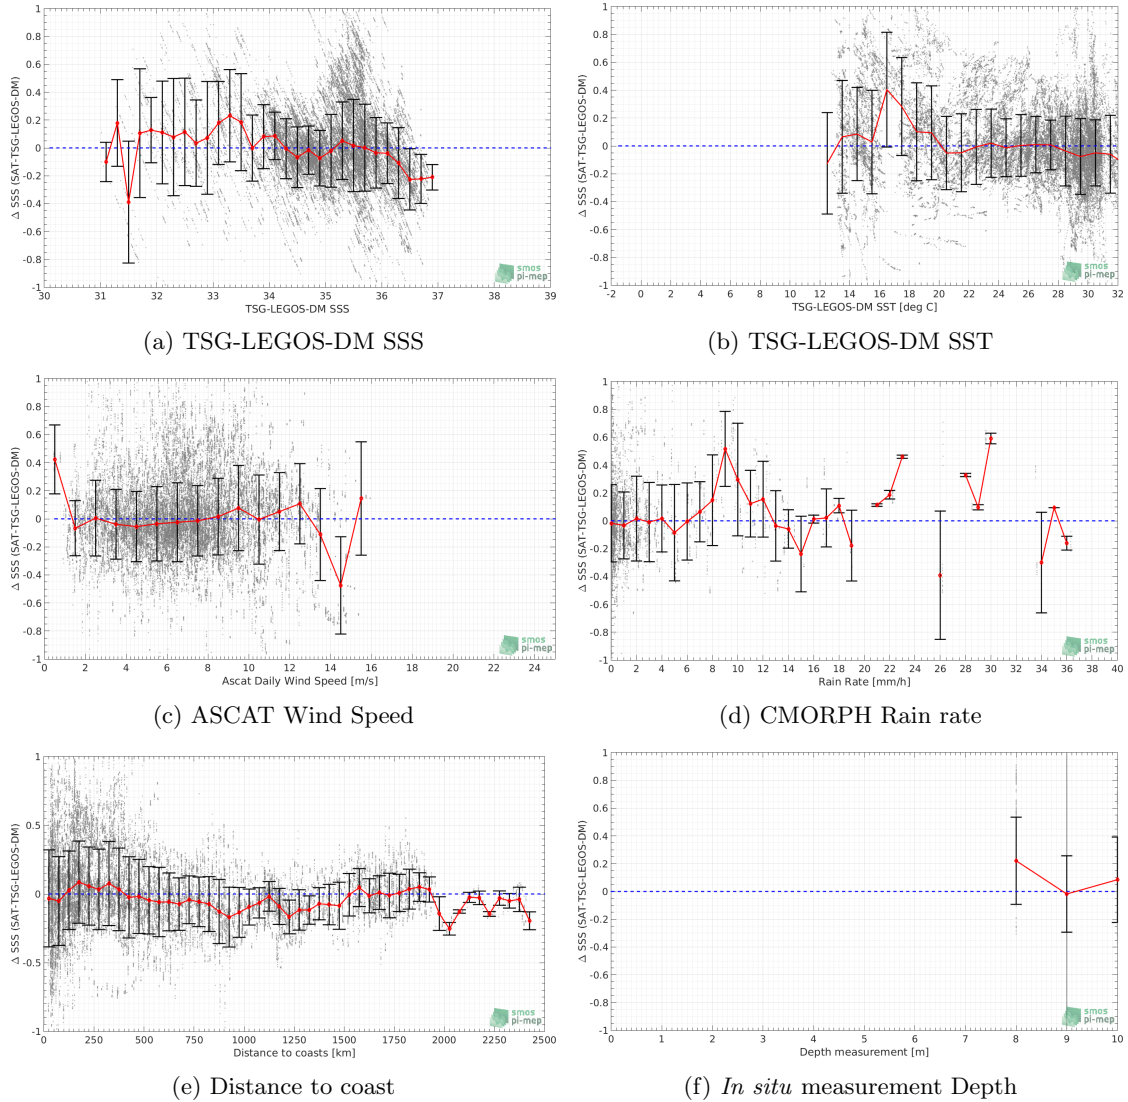 Δ SSS (SAT-TSG-LEGOS-DM)
1
0.8
0.6
0.4
0.2
0
-0.2
-0.4
-0.6
-0.8
-1
30 31 32 33 34 35 36 37 38 39
TSG-LEGOS-DM SSS
smos
pi-mep
(a) TSG-LEGOS-DM SSS
Δ SSS (SAT-TSG-LEGOS-DM)
1
0.8
0.6
0.4
0.2
0
-0.2
-0.4
-0.6
-0.8
-1
-2 0 2 4 6 8 10 12 14 16 18 20 22 24 26 28 30 32
TSG-LEGOS-DM SST [deg C]
smos
pi-mep
(b) TSG-LEGOS-DM SST
Δ SSS (SAT-TSG-LEGOS-DM)
1
0.8
0.6
0.4
0.2
0
-0.2
-0.4
-0.6
-0.8
-1
0 2 4 6 8 10 12 14 16 18 20 22 24
Ascat Daily Wind Speed [m/s]
smos
pi-mep
(c) ASCAT Wind Speed
Δ SSS (SAT-TSG-LEGOS-DM)
1
0.8
0.6
0.4
0.2
0
-0.2
-0.4
-0.6
-0.8
-1
0 2 4 6 8 10 12 14 16 18 20 22 24 26 28 30 32 34 36 38 40
Rain Rate [mm/h]
smos
pi-mep
(d) CMORPH Rain rate
Δ SSS (SAT-TSG-LEGOS-DM)
1
0.5
0
-0.5
-1
0 250 500 750 1000 1250 1500 1750 2000 2250 2500
Distance to coasts [km]
smos
pi-mep
(e) Distance to coast
Δ SSS (SAT-TSG-LEGOS-DM)
1
0.8
0.6
0.4
0.2
0
-0.2
-0.4
-0.6
-0.8
-1
0 1 2 3 4 5 6 7 8 9 10
Depth measurement [m]
smos
pi-mep
(f) In situ measurement Depth